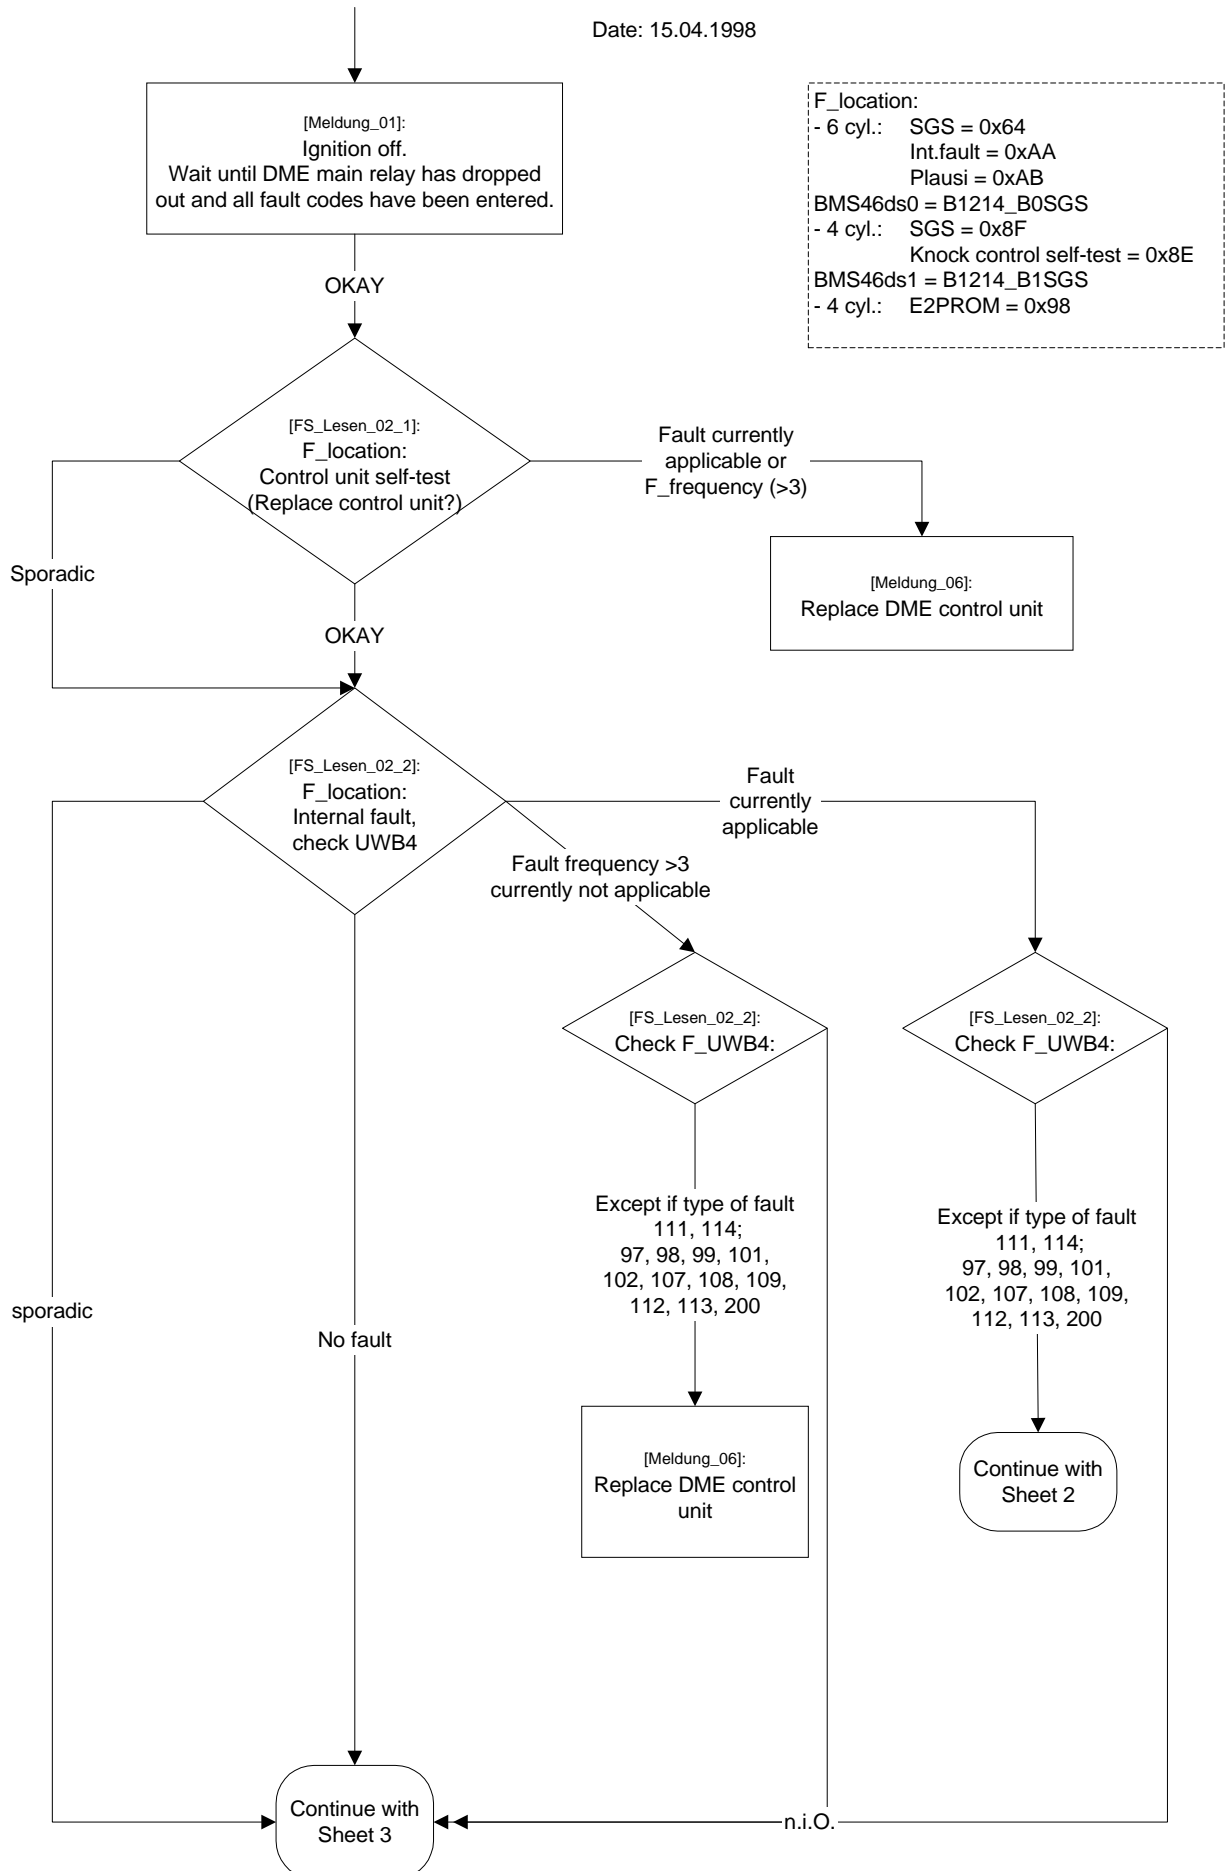 Date: 15.04.1998
[Meldung_01]:
Ignition off.
Wait until DME main relay has dropped
out and all fault codes have been entered.
F_location:
- 6 cyl.: SGS = 0x64
Int.fault = 0xAA
Plausi = 0xAB
BMS46ds0 = B1214_B0SGS
- 4 cyl.: SGS = 0x8F
Knock control self-test = 0x8E
BMS46ds1 = B1214_B1SGS
- 4 cyl.: E2PROM = 0x98
OKAY
[FS_Lesen_02_1]:
F_location:
Control unit self-test
(Replace control unit?)
Fault currently
applicable or
F_frequency (>3)
Sporadic
[Meldung_06]:
Replace DME control unit
OKAY
[FS_Lesen_02_2]:
F_location:
Internal fault,
check UWB4
Fault
currently
applicable
Fault frequency >3
currently not applicable
[FS_Lesen_02_2]:
Check F_UWB4:
[FS_Lesen_02_2]:
Check F_UWB4:
Except if type of fault
111, 114;
97, 98, 99, 101,
102, 107, 108, 109,
112, 113, 200
Except if type of fault
111, 114;
97, 98, 99, 101,
102, 107, 108, 109,
112, 113, 200
sporadic
No fault
[Meldung_06]:
Replace DME control
unit
Continue with
Sheet 2
Continue with
Sheet 3
n.i.O.